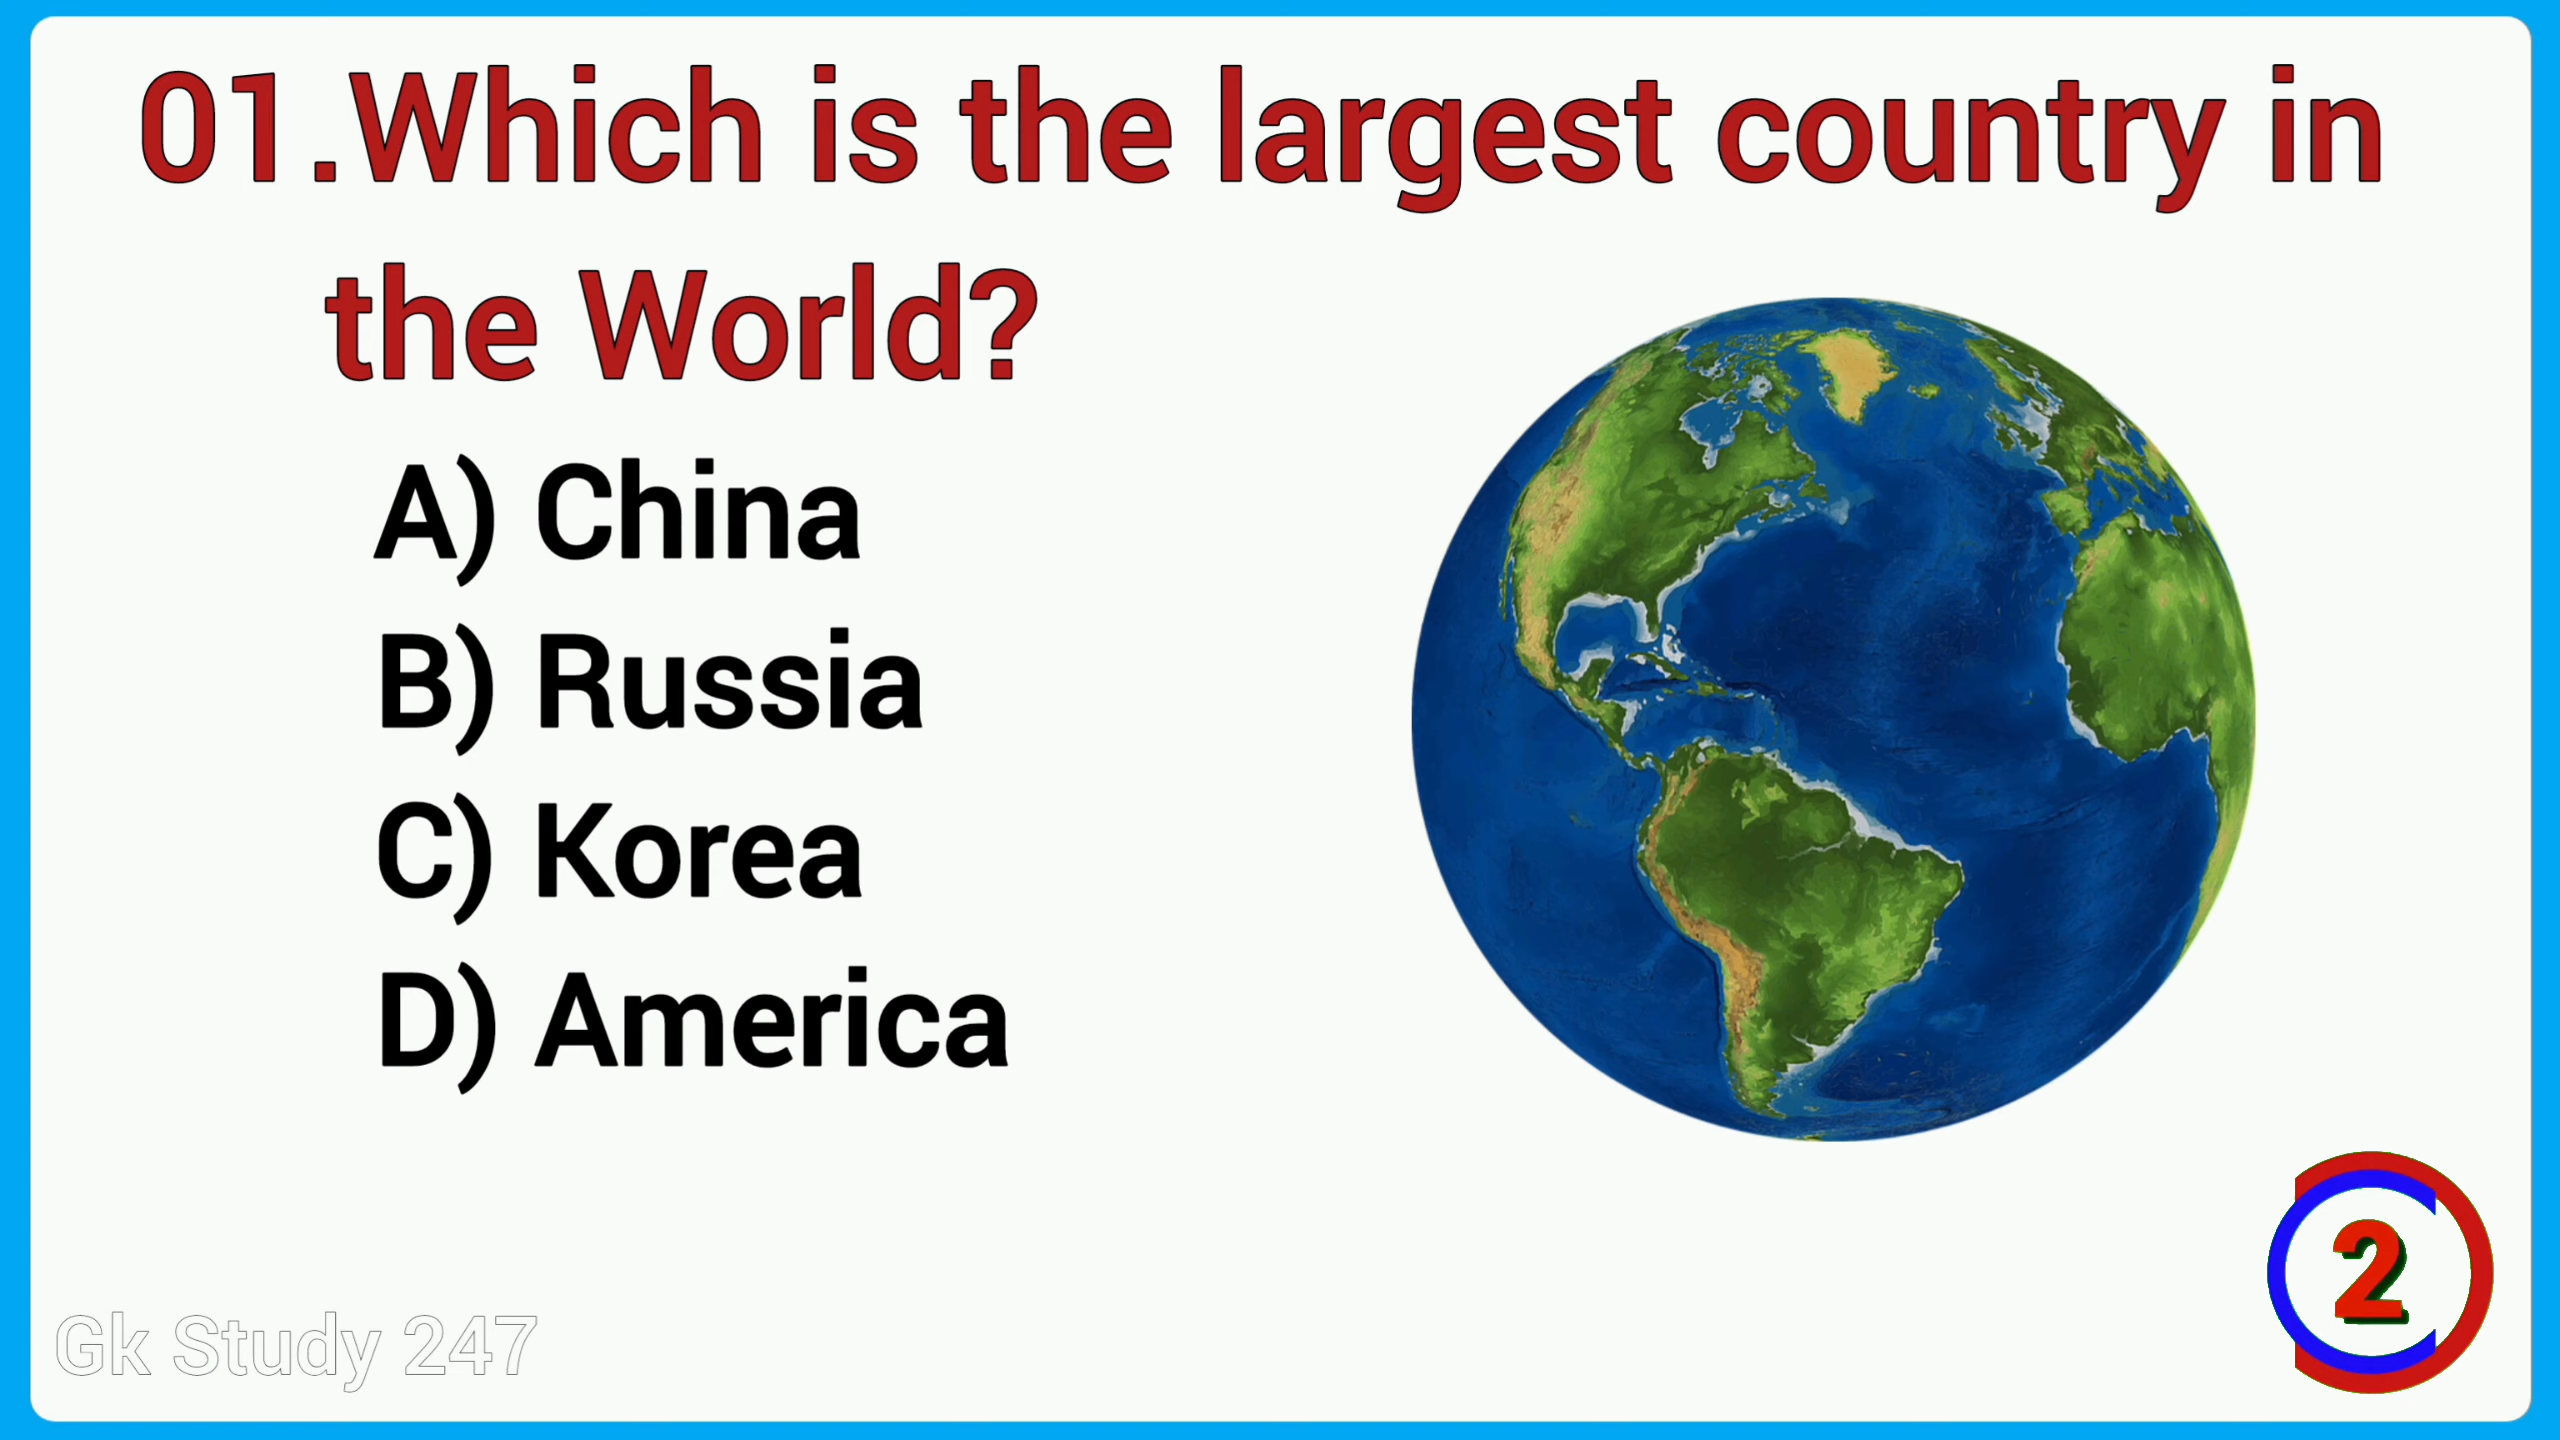 01.Which is the largest country in
the World?
A) China
B) Russia
C) Korea
D) America
2
Gk Study 247